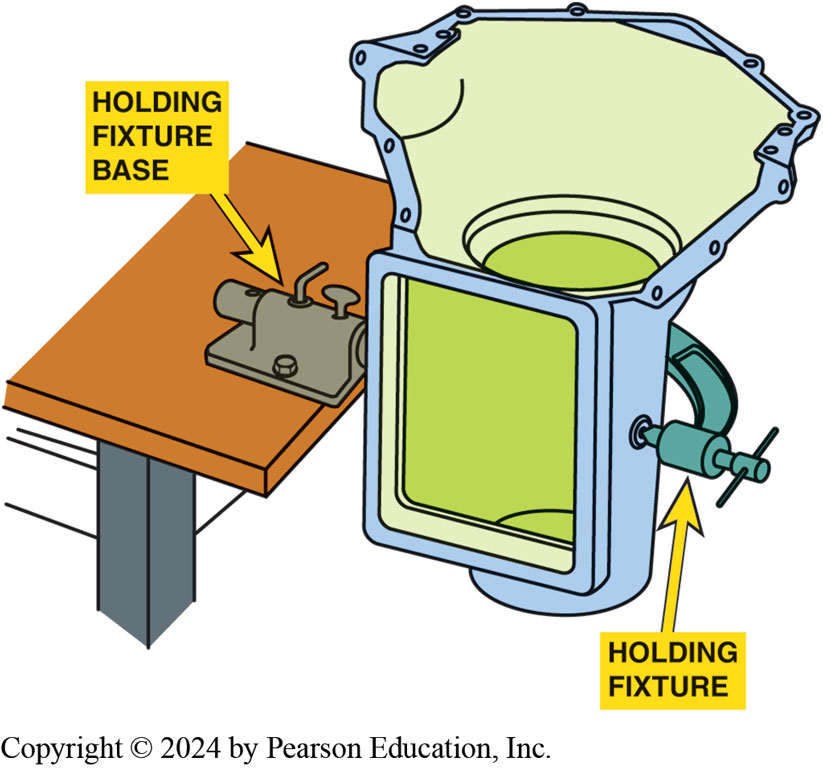 HOLDING
FIXTURE
BASE
HOLDING
FIXTURE
Copyright © 2024 by Pearson Education, Inc.